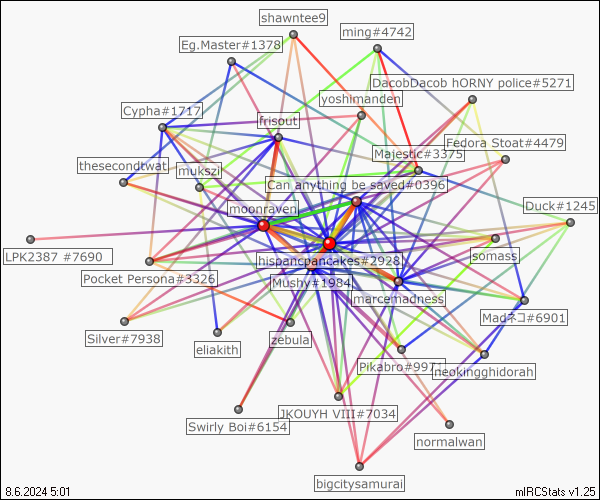 shawntee9
ming#4742
Eg.Master#1378
DacobDacob hORNY police#5271
yoshimanden
Cypha#1717
frisout
Fedora Stoat#4479
Majestic#3375
thesecondtwat
mukszi
Can anything be saved#0396
Duck#1245
moonraven
LPK2387 #7690
hispancpancakes#2928
somass
Pocket Persona#3326
Mushy#1984
marcemadness
Madネコ#6901
Silver#7938
eliakith
zebula
Pikabro#9971
neokingghidorah
JKOUYH VIII#7034
Swirly Boi#6154
normalwan
bigcitysamurai
8.6.2024 5:01
mIRCStats v1.25